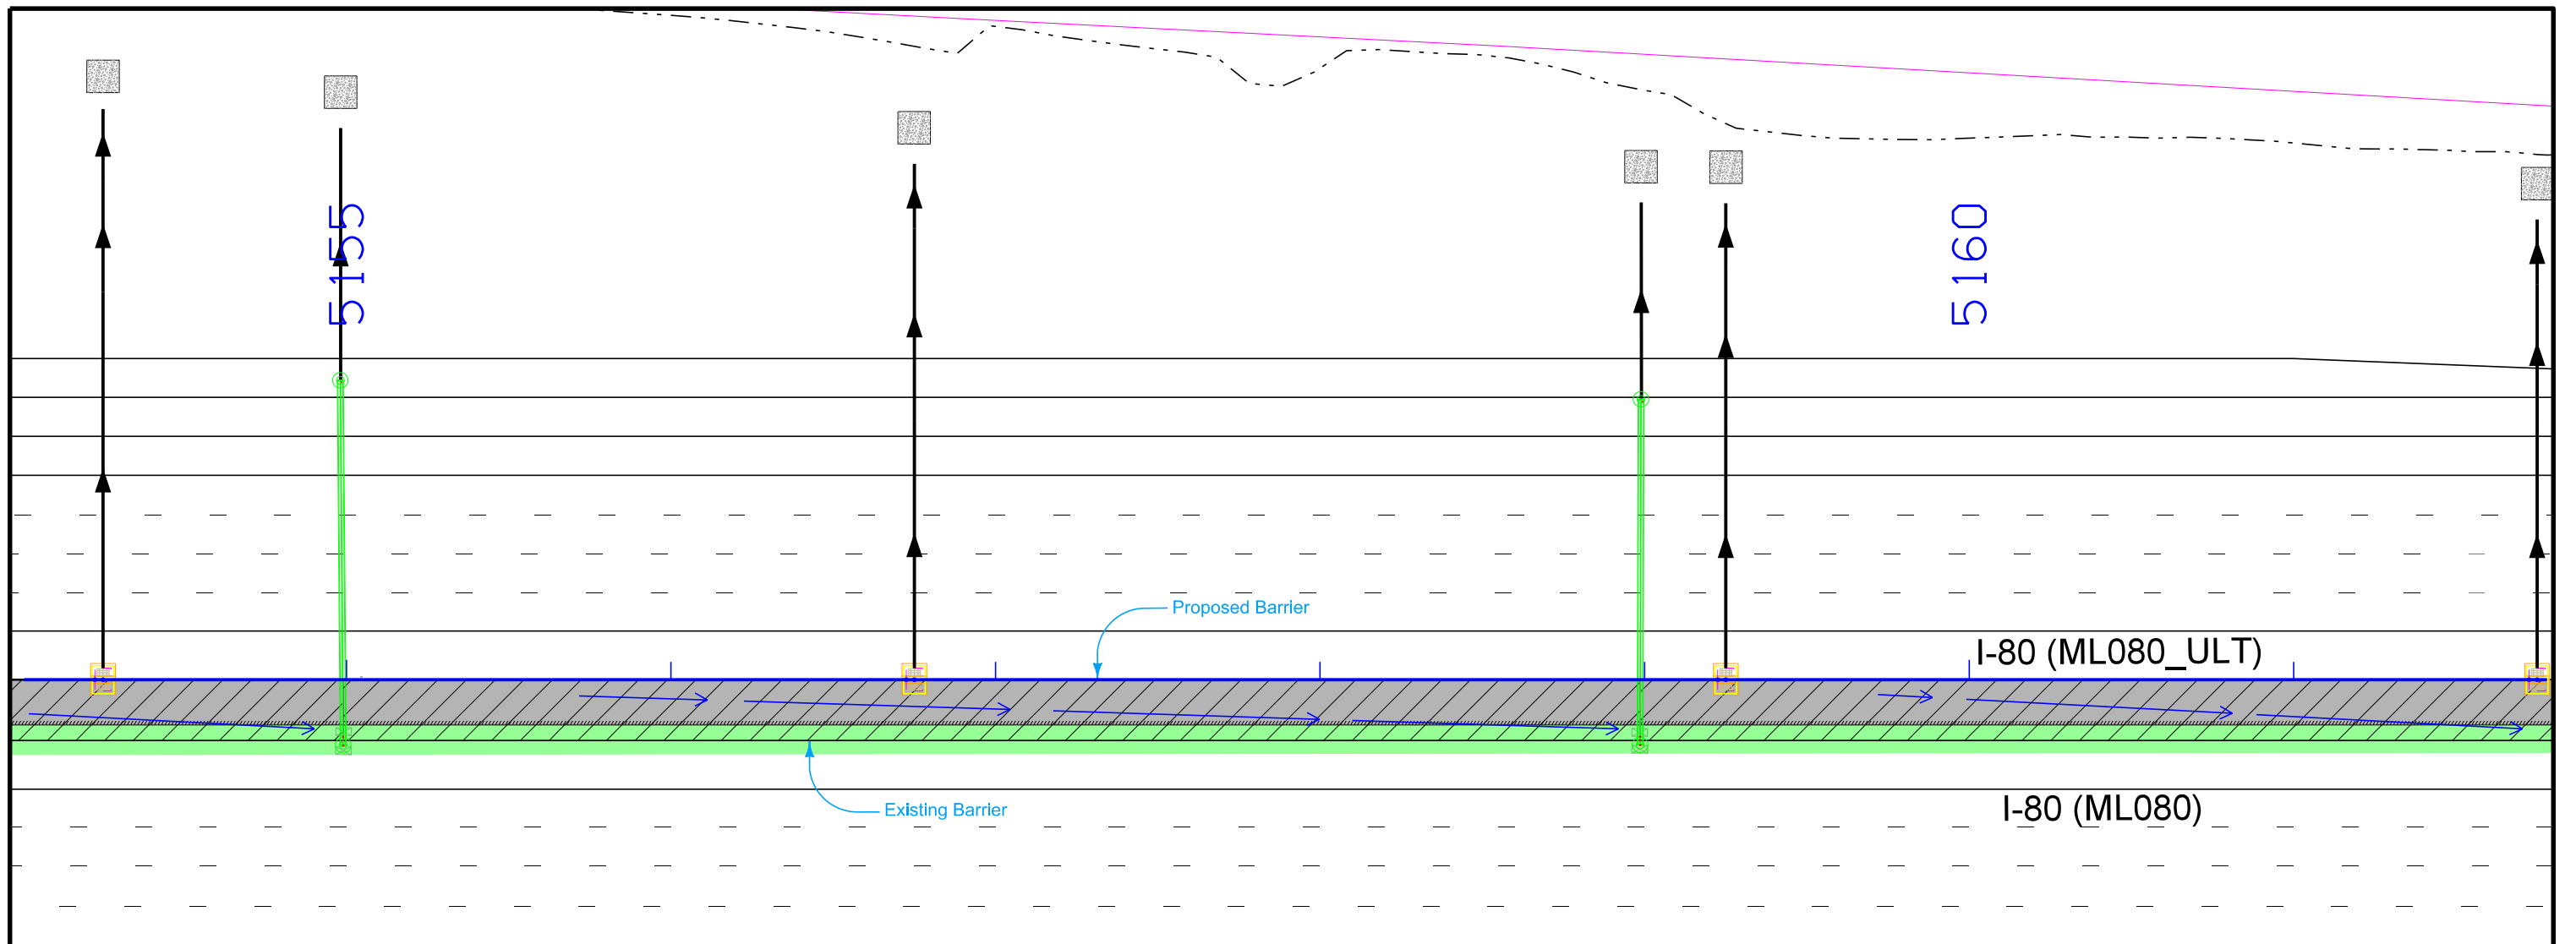 5155
5160
Proposed Barrier
I-80 (ML080_ULT)
Existing Barrier
I-80 (ML080)